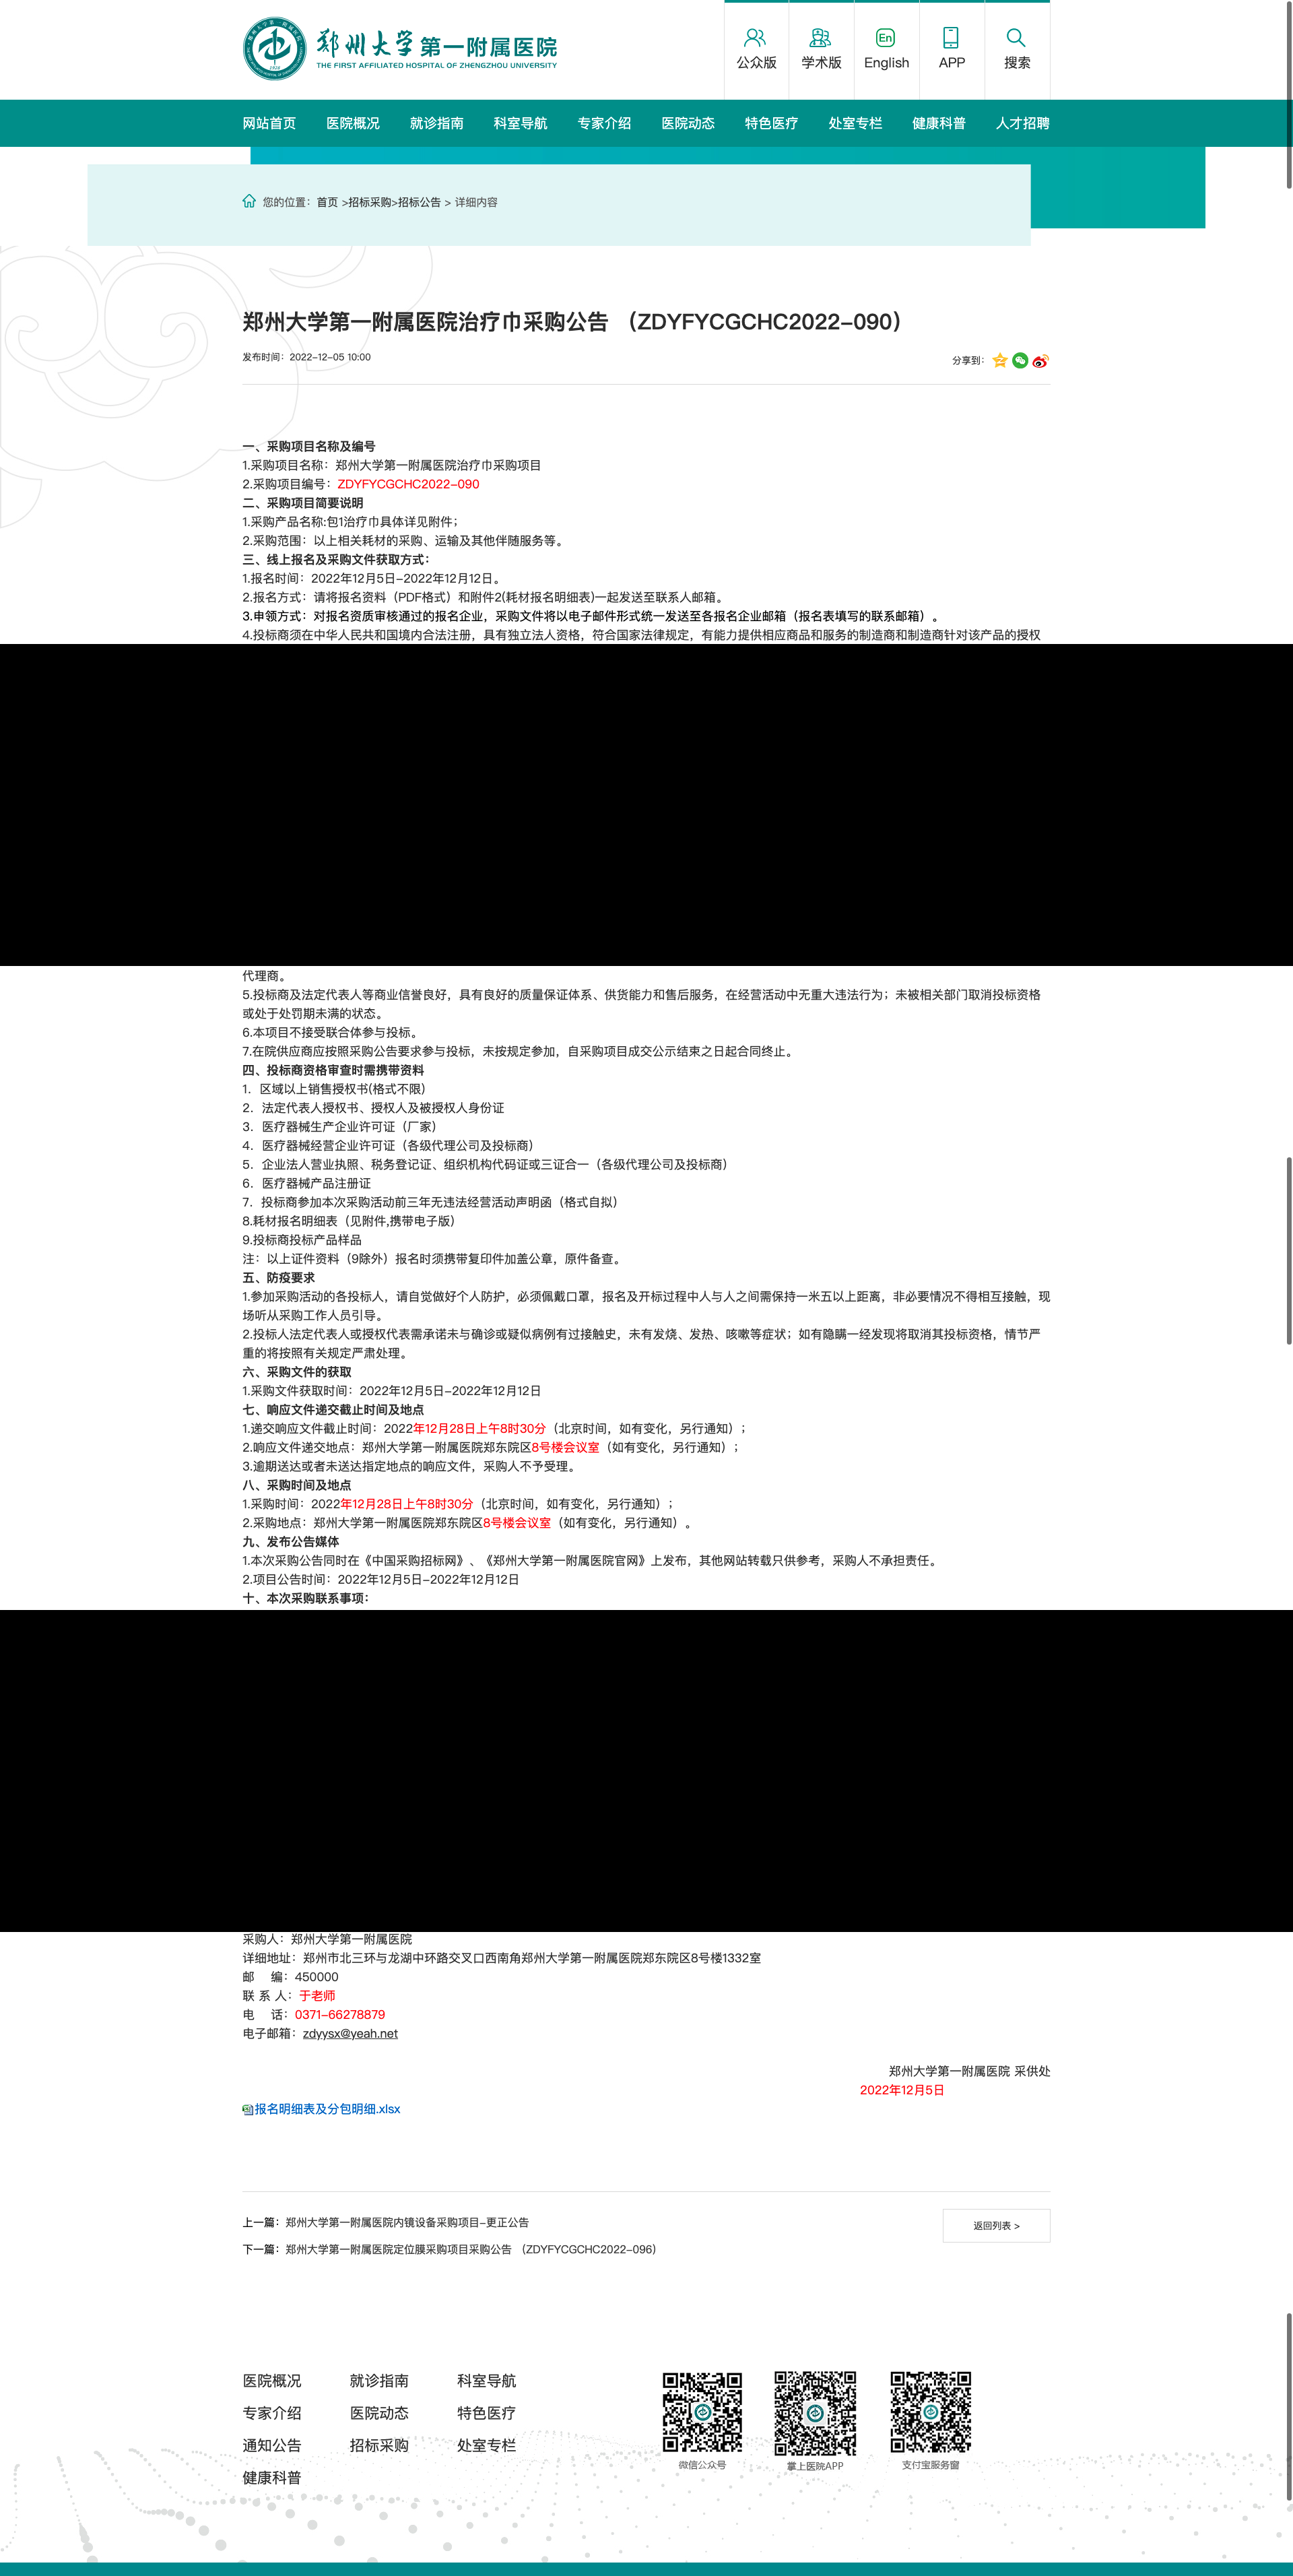 郑州大学第一附属医院
THE FIRST AFFILIATED HOSPITAL OF ZHENGZHOU UNIVERSITY
公众版 学术版 English APP 搜索
En
网站首页 医院概况 就诊指南 科室导航 专家介绍 医院动态 特色医疗 处室专栏 健康科普 人才招聘
您的位置：首页 >招标采购>招标公告 > 详细内容
郑州大学第一附属医院治疗巾采购公告 （ZDYFYCGCHC2022-090）
发布时间：2022-12-05 10:00
分享到：
一、采购项目名称及编号
1.采购项目名称：郑州大学第一附属医院治疗巾采购项目
2.采购项目编号：ZDYFYCGCHC2022-090
二、采购项目简要说明
1.采购产品名称:包1治疗巾具体详见附件；
2.采购范围：以上相关耗材的采购、运输及其他伴随服务等。
三、线上报名及采购文件获取方式：
1.报名时间：2022年12月5日-2022年12月12日。
2.报名方式：请将报名资料（PDF格式）和附件2(耗材报名明细表)一起发送至联系人邮箱。
3.申领方式：对报名资质审核通过的报名企业，采购文件将以电子邮件形式统一发送至各报名企业邮箱（报名表填写的联系邮箱）。
4.投标商须在中华人民共和国境内合法注册，具有独立法人资格，符合国家法律规定，有能力提供相应商品和服务的制造商和制造商针对该产品的授权
代理商。
5.投标商及法定代表人等商业信誉良好，具有良好的质量保证体系、供货能力和售后服务，在经营活动中无重大违法行为；未被相关部门取消投标资格
或处于处罚期未满的状态。
6.本项目不接受联合体参与投标。
7.在院供应商应按照采购公告要求参与投标，未按规定参加，自采购项目成交公示结束之日起合同终止。
四、投标商资格审查时需携带资料
1．区域以上销售授权书(格式不限)
2．法定代表人授权书、授权人及被授权人身份证
3．医疗器械生产企业许可证（厂家）
4．医疗器械经营企业许可证（各级代理公司及投标商）
5．企业法人营业执照、税务登记证、组织机构代码证或三证合一（各级代理公司及投标商）
6．医疗器械产品注册证
7．投标商参加本次采购活动前三年无违法经营活动声明函（格式自拟）
8.耗材报名明细表（见附件,携带电子版）
9.投标商投标产品样品
注：以上证件资料（9除外）报名时须携带复印件加盖公章，原件备查。
五、防疫要求
1.参加采购活动的各投标人，请自觉做好个人防护，必须佩戴口罩，报名及开标过程中人与人之间需保持一米五以上距离，非必要情况不得相互接触，现
场听从采购工作人员引导。
2.投标人法定代表人或授权代表需承诺未与确诊或疑似病例有过接触史，未有发烧、发热、咳嗽等症状；如有隐瞒一经发现将取消其投标资格，情节严
重的将按照有关规定严肃处理。
六、采购文件的获取
1.采购文件获取时间：2022年12月5日-2022年12月12日
七、响应文件递交截止时间及地点
1.递交响应文件截止时间：2022年12月28日上午8时30分（北京时间，如有变化，另行通知）；
2.响应文件递交地点：郑州大学第一附属医院郑东院区8号楼会议室（如有变化，另行通知）；
3.逾期送达或者未送达指定地点的响应文件，采购人不予受理。
八、采购时间及地点
1.采购时间：2022年12月28日上午8时30分（北京时间，如有变化，另行通知）；
2.采购地点：郑州大学第一附属医院郑东院区8号楼会议室（如有变化，另行通知）。
九、发布公告媒体
1.本次采购公告同时在《中国采购招标网》、《郑州大学第一附属医院官网》上发布，其他网站转载只供参考，采购人不承担责任。
2.项目公告时间：2022年12月5日-2022年12月12日
十、本次采购联系事项：
采购人：郑州大学第一附属医院
详细地址：郑州市北三环与龙湖中环路交叉口西南角郑州大学第一附属医院郑东院区8号楼1332室
邮 编：450000
联 系 人：于老师
电 话：0371-66278879
电子邮箱：zdyysx@yeah.net
郑州大学第一附属医院 采供处
2022年12月5日
报名明细表及分包明细.xlsx
上一篇：郑州大学第一附属医院内镜设备采购项目-更正公告
返回列表 >
下一篇：郑州大学第一附属医院定位膜采购项目采购公告 （ZDYFYCGCHC2022-096）
医院概况 就诊指南 科室导航
专家介绍 医院动态 特色医疗
通知公告 招标采购 处室专栏
健康科普
微信公众号 掌上医院APP 支付宝服务窗